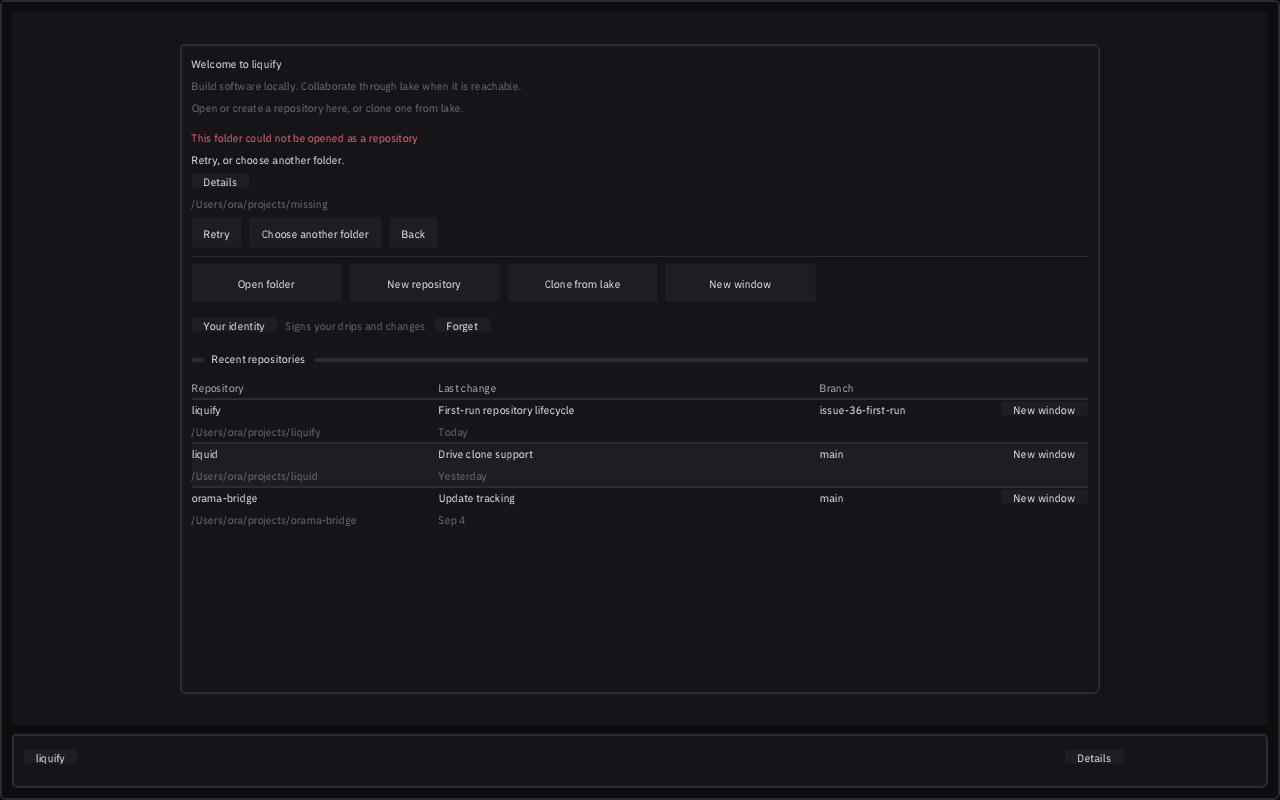 Welcome to liquify
Build software locally. Collaborate through lake when it is reachable.
Open or create a repository here, or clone one from lake.
This folder could not be opened as a repository
Retry, or choose another folder.
Details
/Users/ora/projects/missing
Retry Choose another folder Back
Open folder New repository Clone from lake New window
Your identity Signs your drips and changes Forget
Recent repositories
Repository Last change Branch
liquify First-run repository lifecycle issue-36-first-run New window
/Users/ora/projects/liquify Today
liquid Drive clone support main New window
/Users/ora/projects/liquid Yesterday
orama-bridge Update tracking main New window
/Users/ora/projects/orama-bridge Sep 4
liquify Details